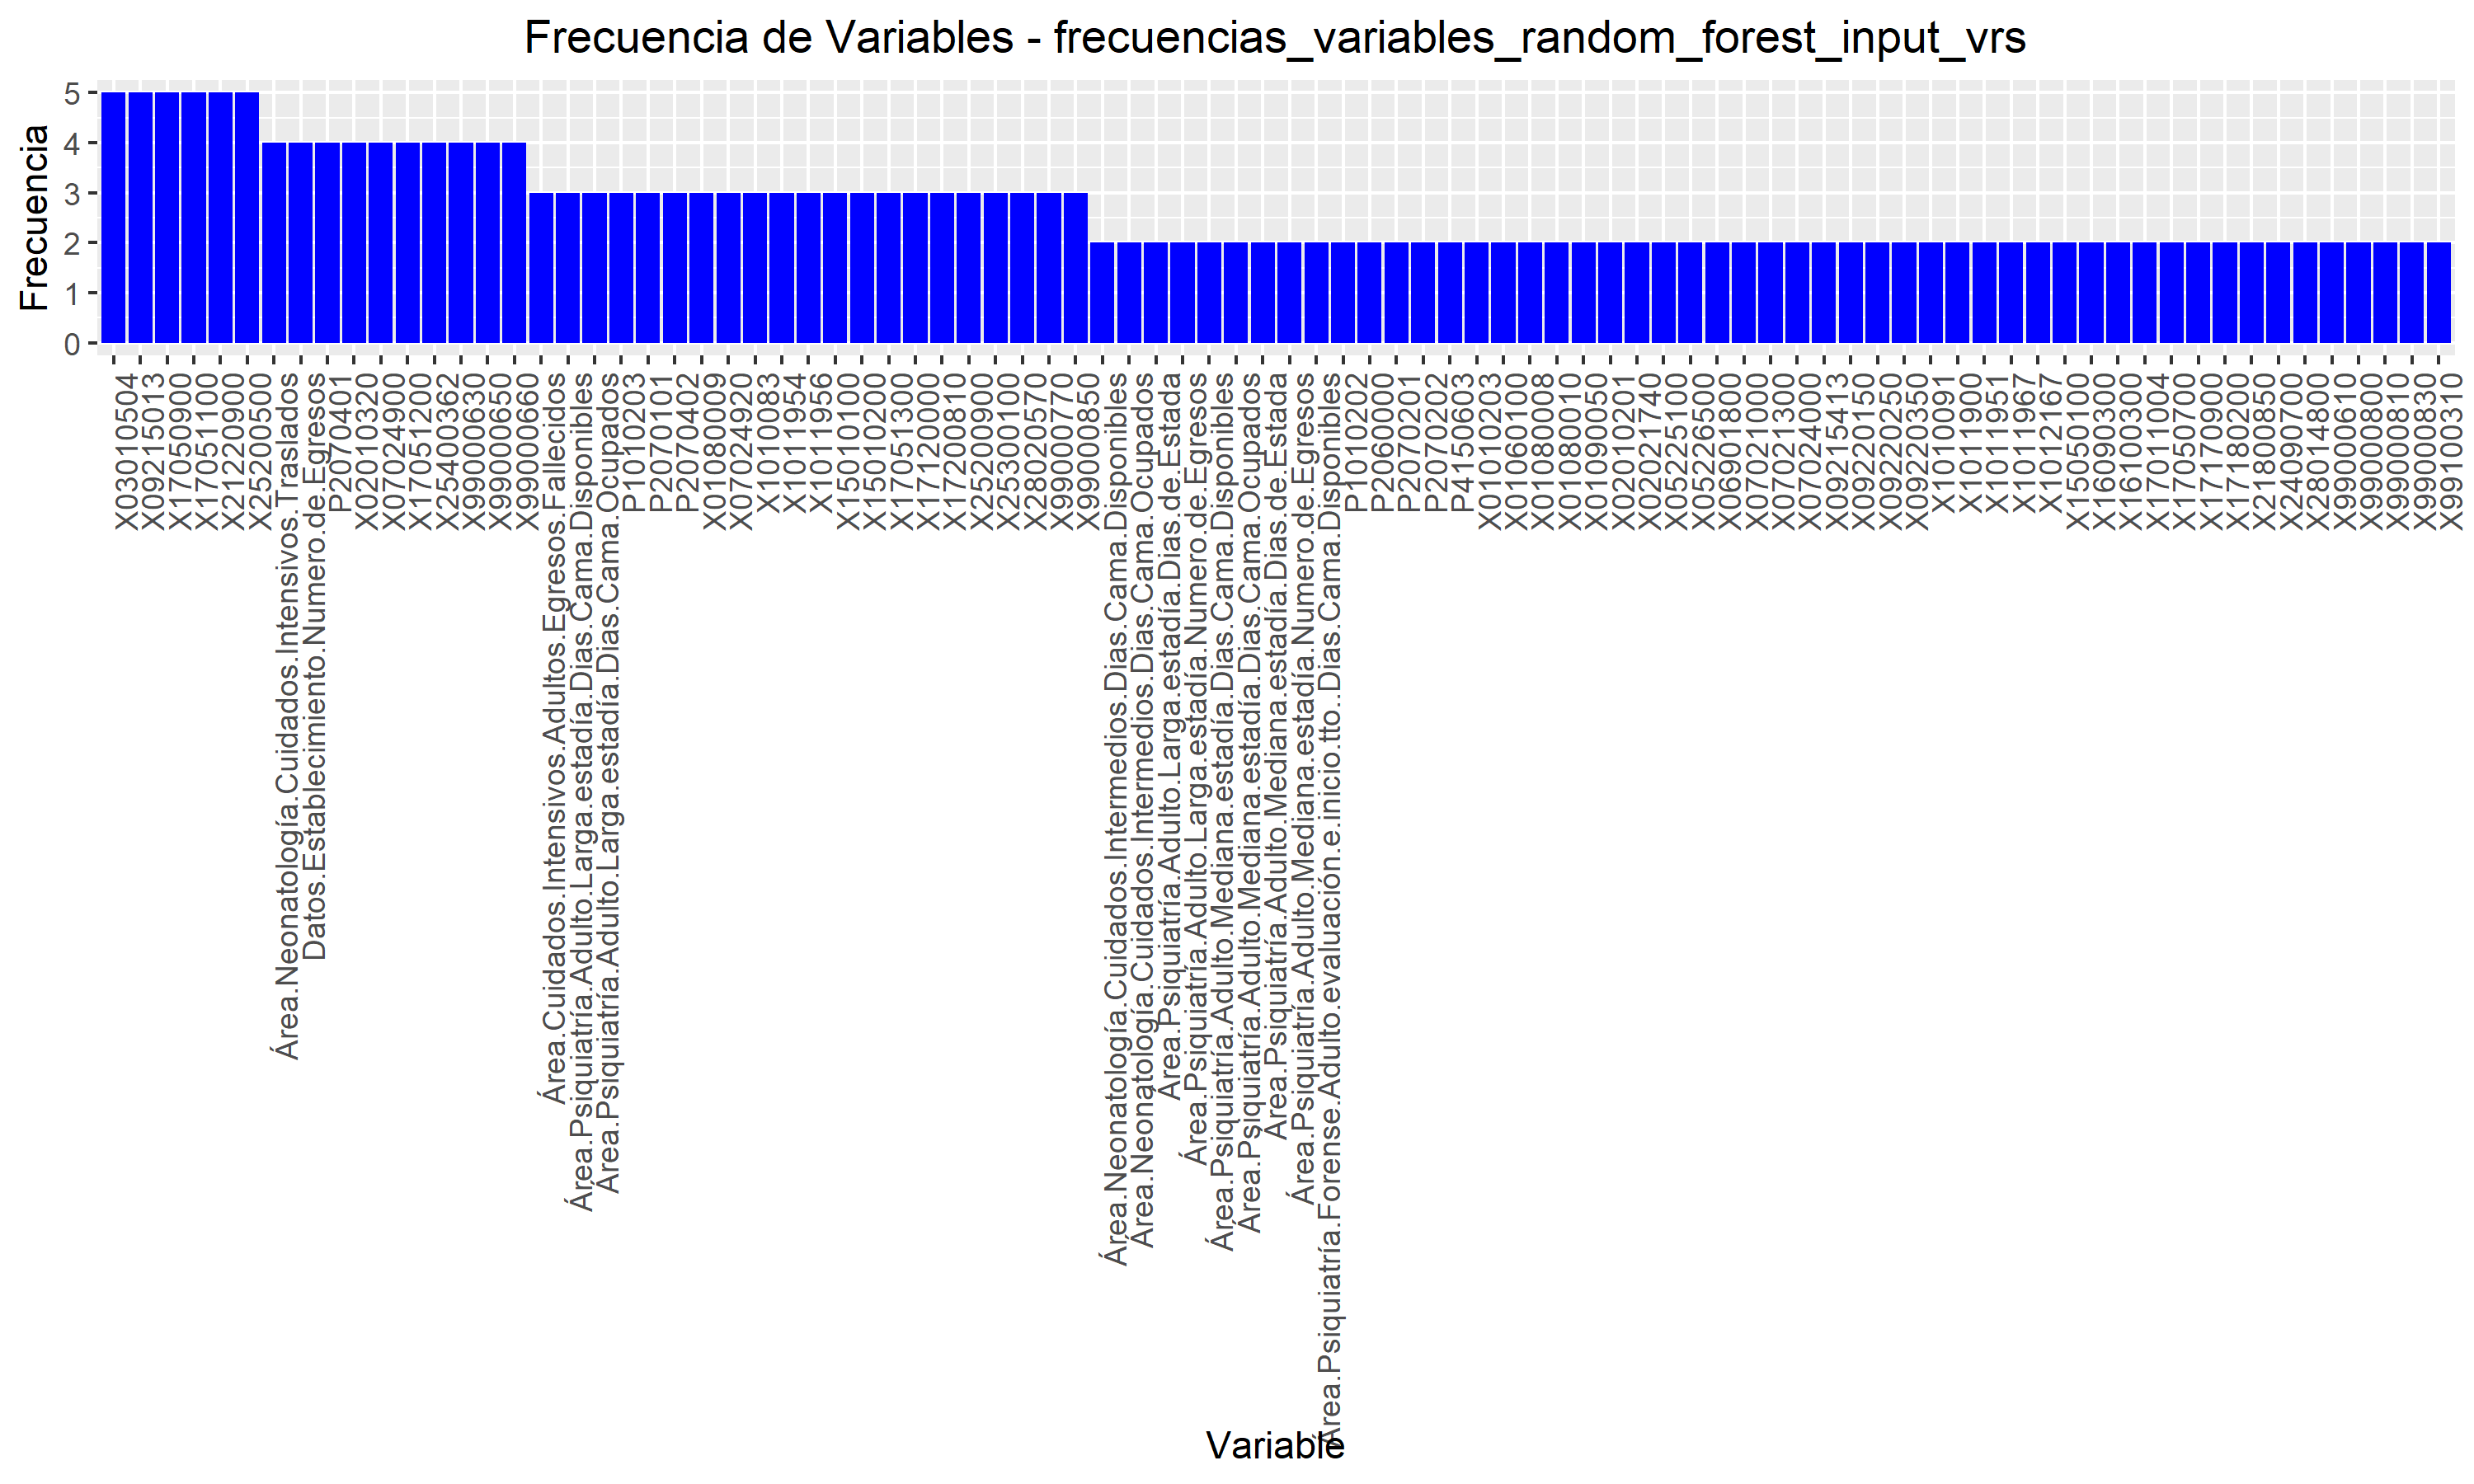 Frecuencia de Variables - frecuencias_variables_random_forest_input_vrs
Frecuencia
5
4
3
2
1
0
X03010504
X09215013
X17050900
X17051100
X21220900
X25200500
Área.Neonatología.Cuidados.Intensivos.Traslados
Datos.Establecimiento.Numero.de.Egresos
P2070401
X02010320
X07024900
X17051200
X25400362
X99000630
X99000650
X99000660
Área.Cuidados.Intensivos.Adultos.Egresos.Fallecidos
Área.Psiquiatría.Adulto.Larga.estadía.Dias.Cama.Disponibles
Área.Psiquiatría.Adulto.Larga.estadía.Dias.Cama.Ocupados
P1010203
P2070101
P2070402
X01080009
X07024920
X1010083
X1011954
X1011956
X15010100
X15010200
X17051300
X17120000
X17200810
X25200900
X25300100
X28020570
X99000770
X99000850
Área.Neonatología.Cuidados.Intermedios.Dias.Cama.Disponibles
Área.Neonatología.Cuidados.Intermedios.Dias.Cama.Ocupados
Área.Psiquiatría.Adulto.Larga.estadía.Dias.de.Estada
Área.Psiquiatría.Adulto.Larga.estadía.Numero.de.Egresos
Área.Psiquiatría.Adulto.Mediana.estadía.Dias.Cama.Disponibles
Área.Psiquiatría.Adulto.Mediana.estadía.Dias.Cama.Ocupados
Área.Psiquiatría.Adulto.Mediana.estadía.Dias.de.Estada
Área.Psiquiatría.Adulto.Mediana.estadía.Numero.de.Egresos
Área.Psiquiatría.Forense.Adulto.evaluación.e.inicio.tto..Dias.Cama.Disponibles
P1010202
P2060000
P2070201
P2070202
P4150603
X01010203
X01060100
X01080008
X01080010
X01090050
X02010201
X02021740
X05225100
X05226500
X06901800
X07021000
X07021300
X07024000
X09215413
X09220150
X09220250
X09220350
X1010091
X1011900
X1011951
X1011967
X1012167
X15050100
X16090300
X16100300
X17011004
X17050700
X17170900
X17180200
X21800850
X24090700
X28014800
X99000610
X99000800
X99000810
X99000830
X99100310
Variable